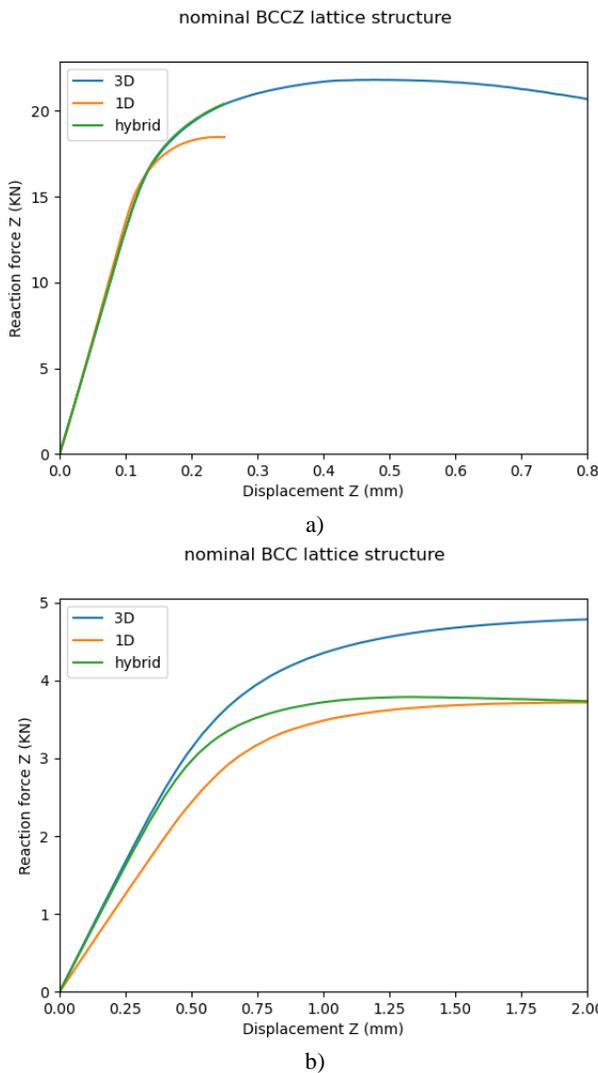 nominal BCCZ lattice structure
3D
1D
hybrid
20
15
10
5
0
Reaction force Z (KN)
0.0 0.1 0.2 0.3 0.4 0.5 0.6 0.7 0.8
Displacement Z (mm)
a)
nominal BCC lattice structure
5
3D
1D
hybrid
4
3
2
1
0
Reaction force Z (KN)
0.00 0.25 0.50 0.75 1.00 1.25 1.50 1.75 2.00
Displacement Z (mm)
b)